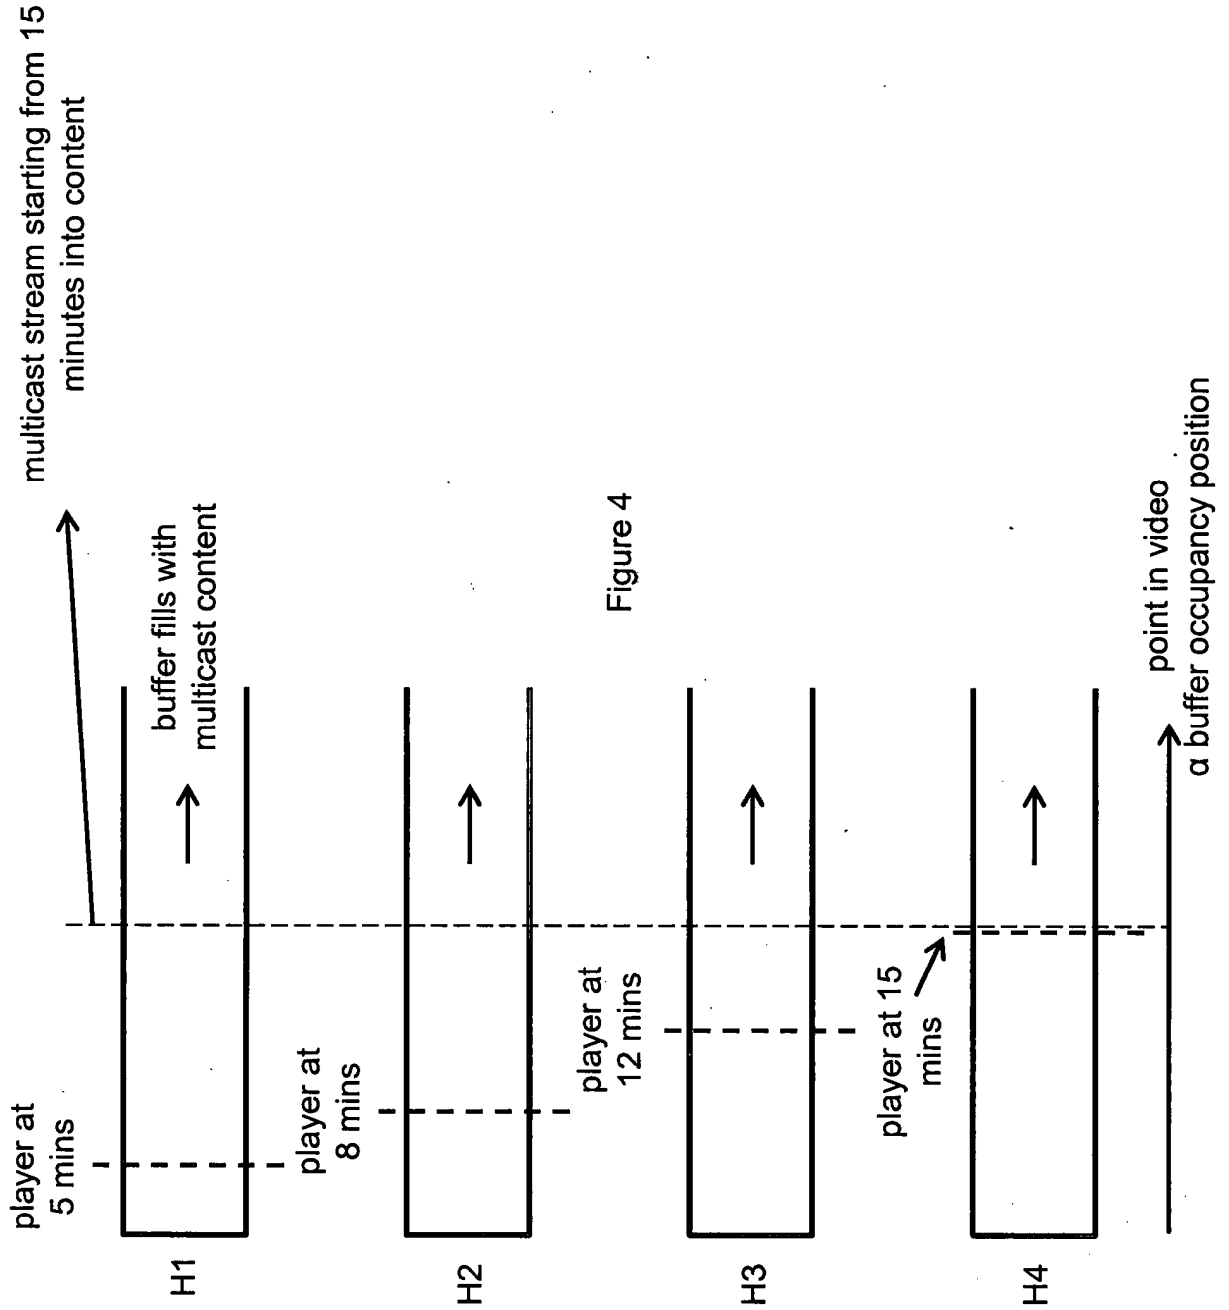 multicast stream starting from 15
minutes into content
player at
5 mins
buffer fills with
multicast content
H1
player at
8 mins
H2
player at
12 mins
H3
player at 15
mins
H4
point in video
α buffer occupancy position
Figure 4